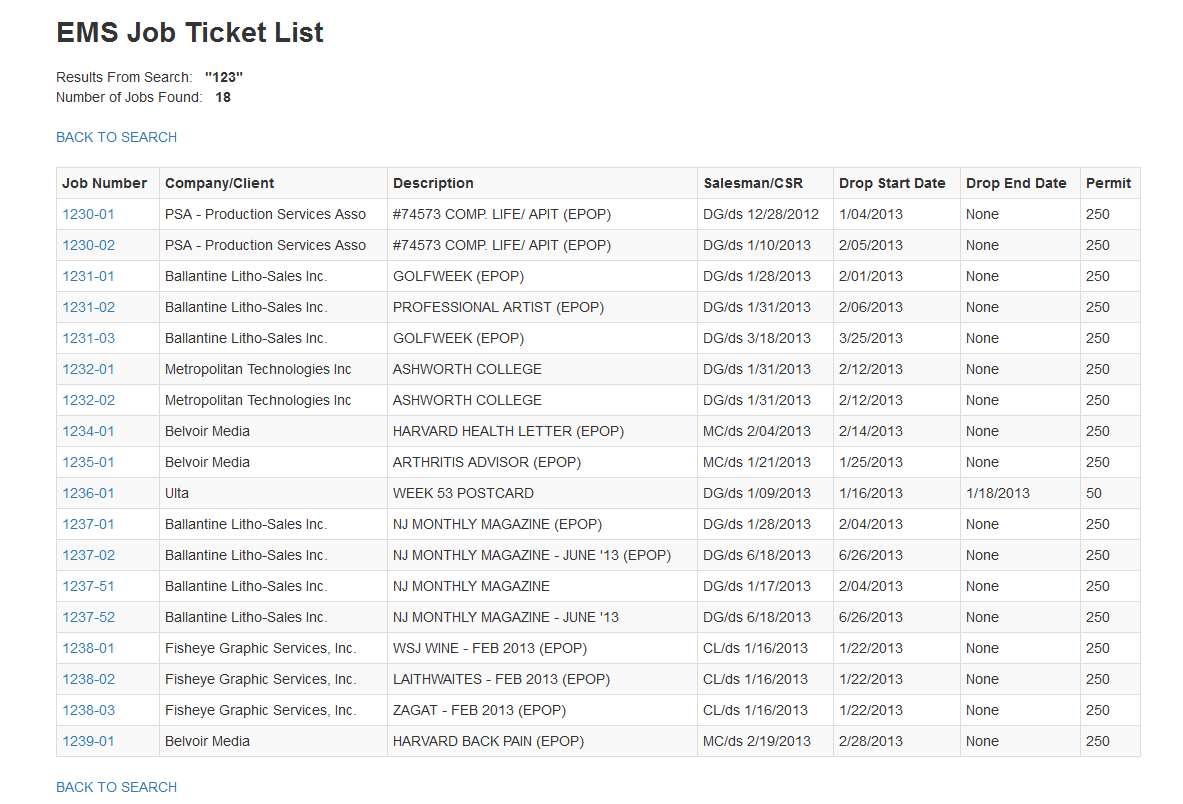 EMS Job Ticket List
Results From Search: "123"
Number of Jobs Found: 18
BACK TO SEARCH
Job Number Company/Client Description Salesman/CSR Drop Start Date Drop End Date Permit
1230-01 PSA - Production Services Asso #74573 COMP. LIFE/ APIT (EPOP) DG/ds 12/28/2012 1/04/2013 None 250
1230-02 PSA - Production Services Asso #74573 COMP. LIFE/ APIT (EPOP) DG/ds 1/10/2013 2/05/2013 None 250
1231-01 Ballantine Litho-Sales Inc. GOLFWEEK (EPOP) DG/ds 1/28/2013 2/01/2013 None 250
1231-02 Ballantine Litho-Sales Inc. PROFESSIONAL ARTIST (EPOP) DG/ds 1/31/2013 2/06/2013 None 250
1231-03 Ballantine Litho-Sales Inc. GOLFWEEK (EPOP) DG/ds 3/18/2013 3/25/2013 None 250
1232-01 Metropolitan Technologies Inc ASHWORTH COLLEGE DG/ds 1/31/2013 2/12/2013 None 250
1232-02 Metropolitan Technologies Inc ASHWORTH COLLEGE DG/ds 1/31/2013 2/12/2013 None 250
1234-01 Belvoir Media HARVARD HEALTH LETTER (EPOP) MC/ds 2/04/2013 2/14/2013 None 250
1235-01 Belvoir Media ARTHRITIS ADVISOR (EPOP) MC/ds 1/21/2013 1/25/2013 None 250
1236-01 Ulta WEEK 53 POSTCARD DG/ds 1/09/2013 1/16/2013 1/18/2013 50
1237-01 Ballantine Litho-Sales Inc. NJ MONTHLY MAGAZINE (EPOP) DG/ds 1/28/2013 2/04/2013 None 250
1237-02 Ballantine Litho-Sales Inc. NJ MONTHLY MAGAZINE - JUNE '13 (EPOP) DG/ds 6/18/2013 6/26/2013 None 250
1237-51 Ballantine Litho-Sales Inc. NJ MONTHLY MAGAZINE DG/ds 1/17/2013 2/04/2013 None 250
1237-52 Ballantine Litho-Sales Inc. NJ MONTHLY MAGAZINE - JUNE '13 DG/ds 6/18/2013 6/26/2013 None 250
1238-01 Fisheye Graphic Services, Inc. WSJ WINE - FEB 2013 (EPOP) CL/ds 1/16/2013 1/22/2013 None 250
1238-02 Fisheye Graphic Services, Inc. LAITHWAITES - FEB 2013 (EPOP) CL/ds 1/16/2013 1/22/2013 None 250
1238-03 Fisheye Graphic Services, Inc. ZAGAT - FEB 2013 (EPOP) CL/ds 1/16/2013 1/22/2013 None 250
1239-01 Belvoir Media HARVARD BACK PAIN (EPOP) MC/ds 2/19/2013 2/28/2013 None 250
BACK TO SEARCH